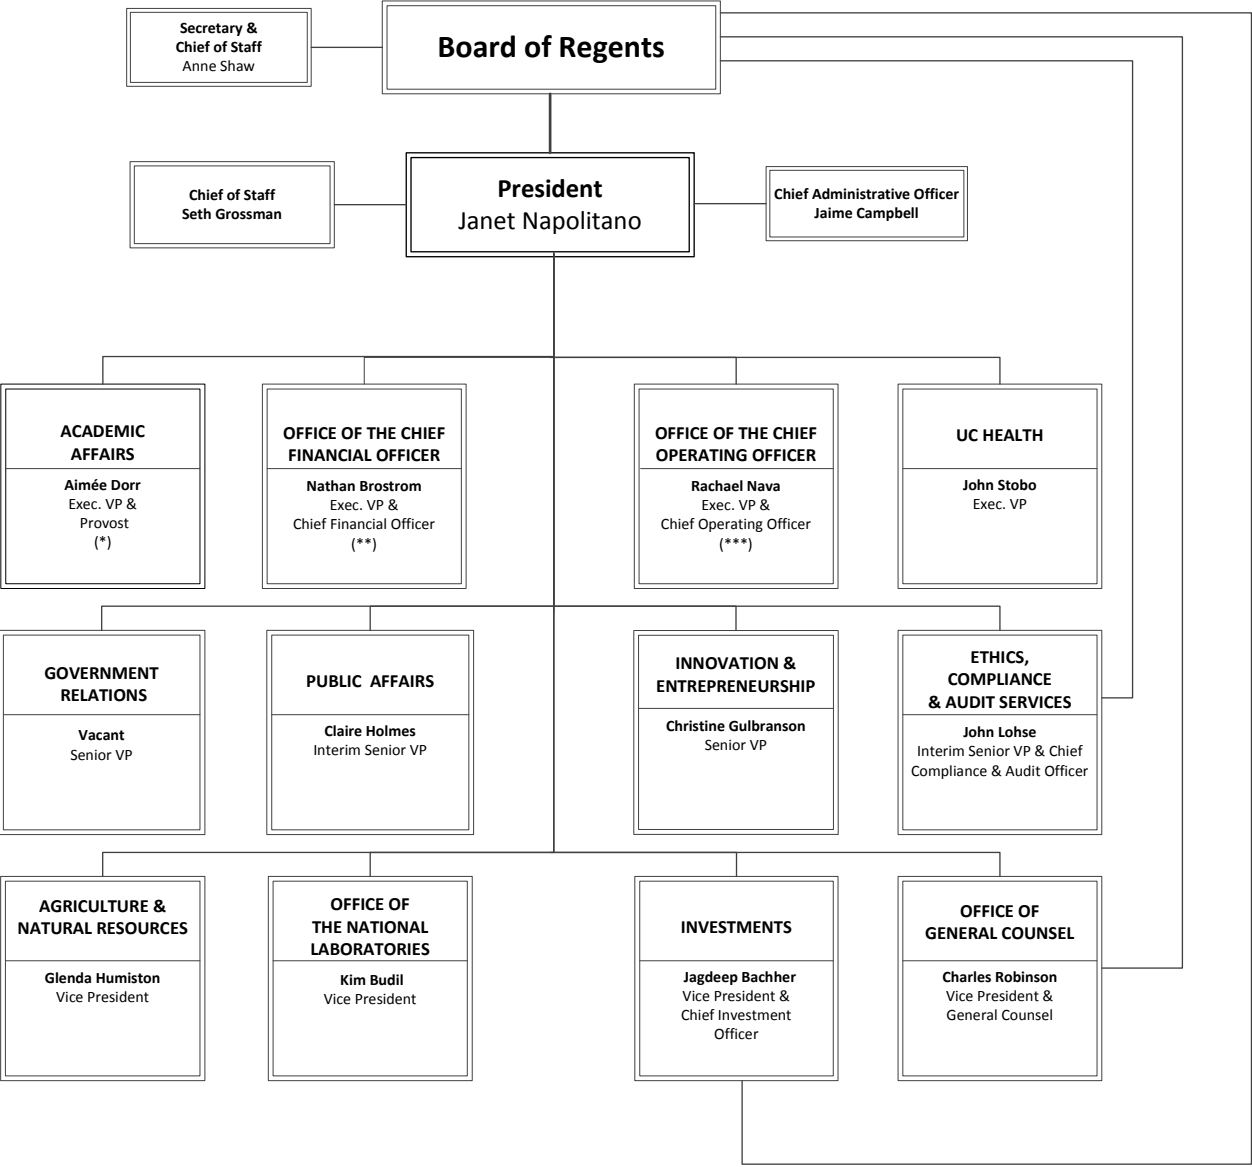 Secretary &
Chief of Staff
Anne Shaw
Board of Regents
Chief of Staff
Seth Grossman
President
Janet Napolitano
Chief Administrative Officer
Jaime Campbell
ACADEMIC
AFFAIRS
Aimée Dorr
Exec. VP &
Provost
(*)
OFFICE OF THE CHIEF
FINANCIAL OFFICER
Nathan Brostrom
Exec. VP &
Chief Financial Officer
(**)
OFFICE OF THE CHIEF
OPERATING OFFICER
Rachael Nava
Exec. VP &
Chief Operating Officer
(***)
UC HEALTH
John Stobo
Exec. VP
GOVERNMENT
RELATIONS
Vacant
Senior VP
PUBLIC AFFAIRS
Claire Holmes
Interim Senior VP
INNOVATION &
ENTREPRENEURSHIP
Christine Gulbranson
Senior VP
ETHICS,
COMPLIANCE
& AUDIT SERVICES
John Lohse
Interim Senior VP & Chief
Compliance & Audit Officer
AGRICULTURE &
NATURAL RESOURCES
Glenda Humiston
Vice President
OFFICE OF
THE NATIONAL
LABORATORIES
Kim Budil
Vice President
INVESTMENTS
Jagdeep Bachher
Vice President &
Chief Investment
Officer
OFFICE OF
GENERAL COUNSEL
Charles Robinson
Vice President &
General Counsel